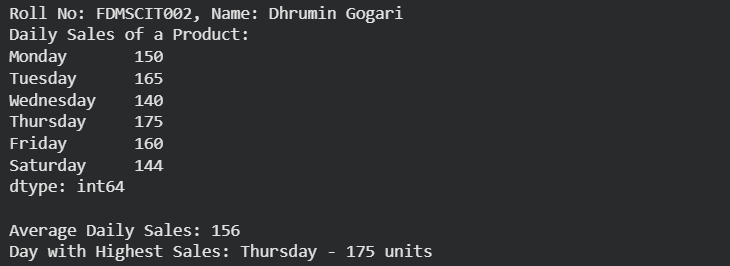 Roll No: FDMSCIT002, Name: Dhrumin Gogari
Daily Sales of a Product:
Monday       150
Tuesday      165
Wednesday    140
Thursday     175
Friday       160
Saturday     144
dtype: int64

Average Daily Sales: 156
Day with Highest Sales: Thursday - 175 units